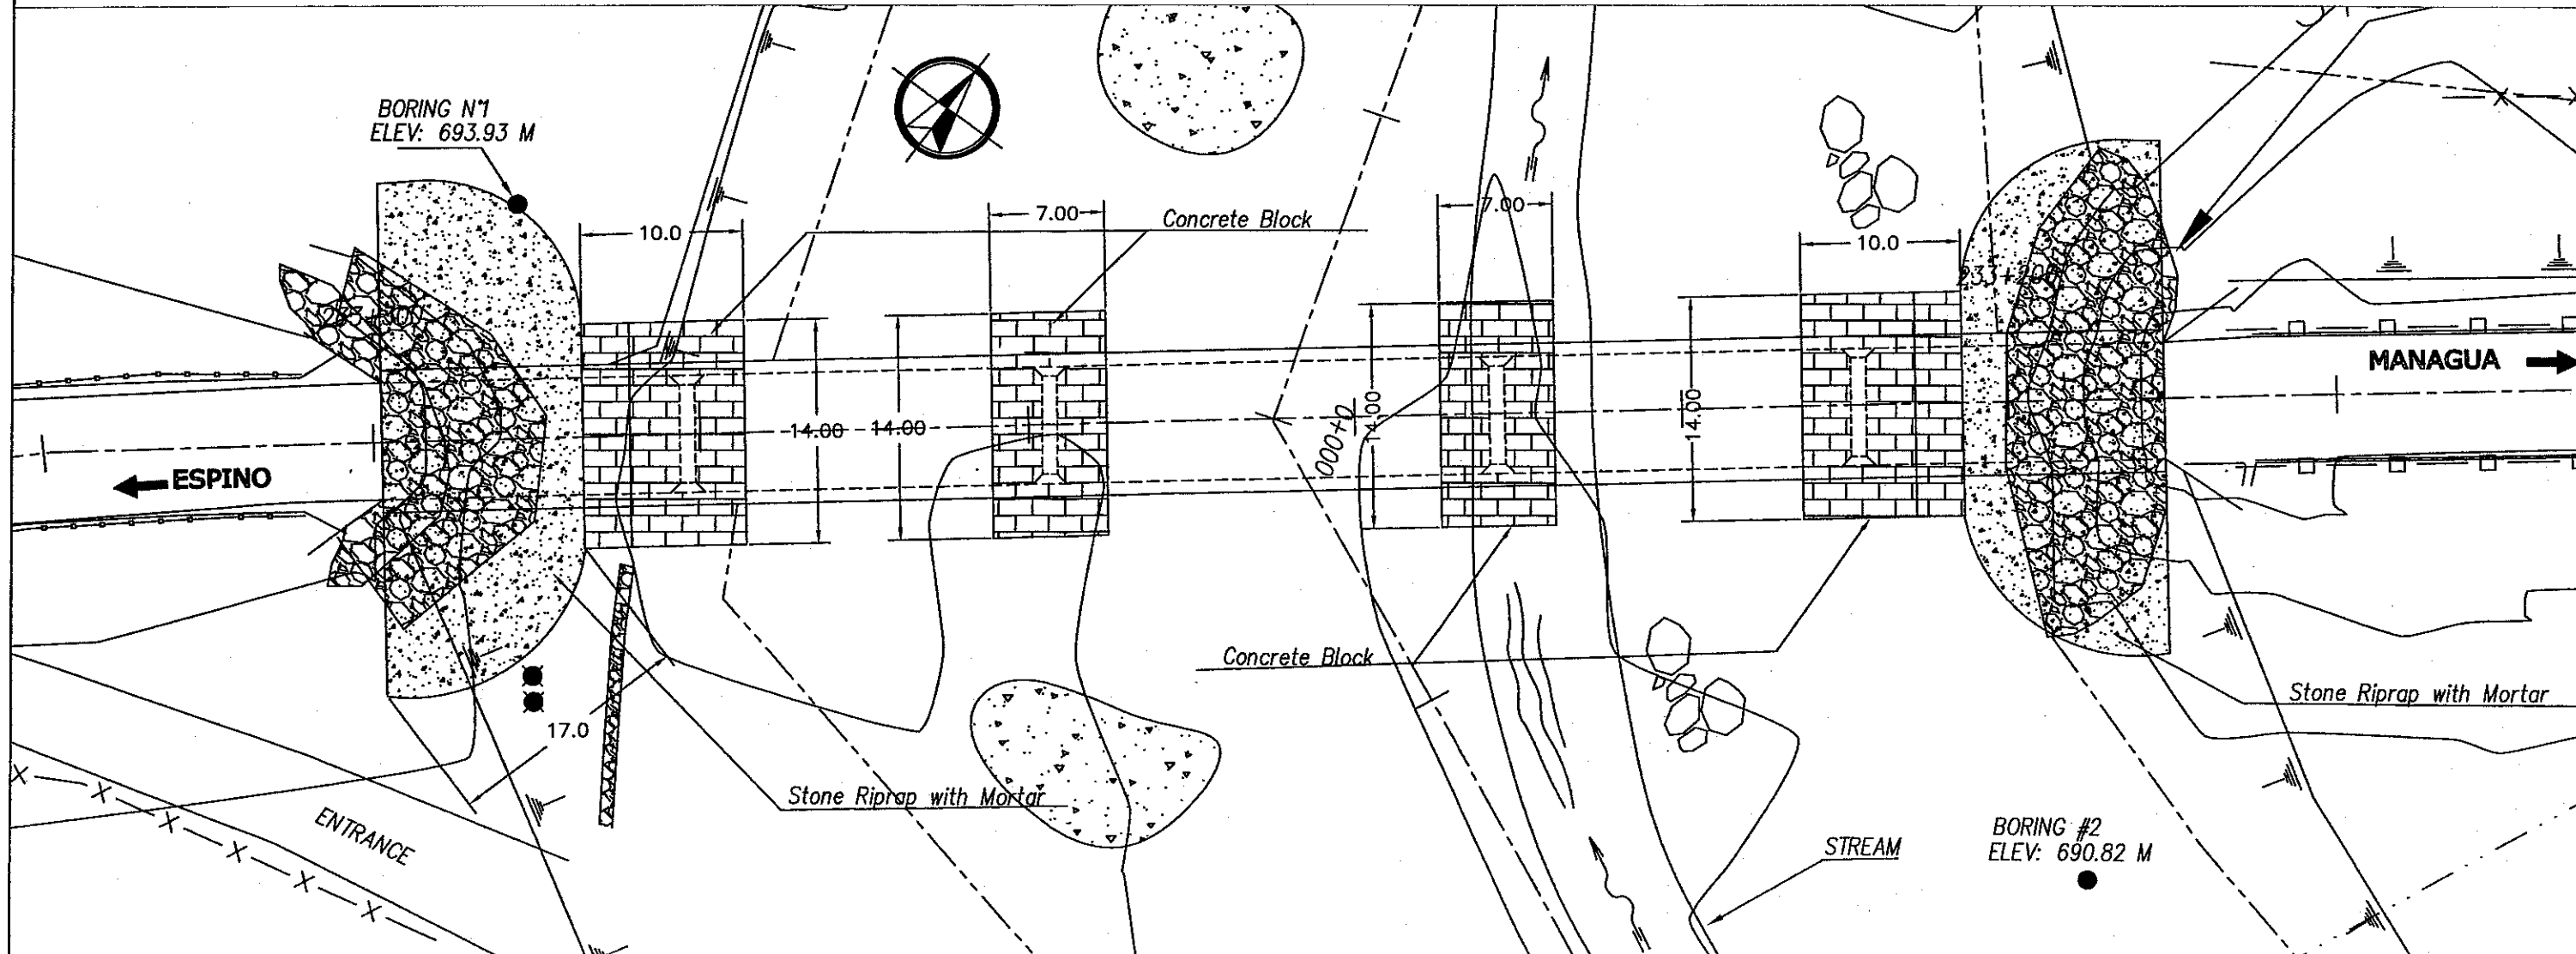 BORING N°1
ELEV: 693.93 M
10.0
7.00
Concrete Block
7.00
10.0
233+200
MANAGUA
14.00
14.00
14.00
14.00
000+0
ESPINO
Concrete Block
Stone Riprap with Mortar
17.0
Stone Riprap with Mortar
ENTRANCE
STREAM
BORING #2
ELEV: 690.82 M